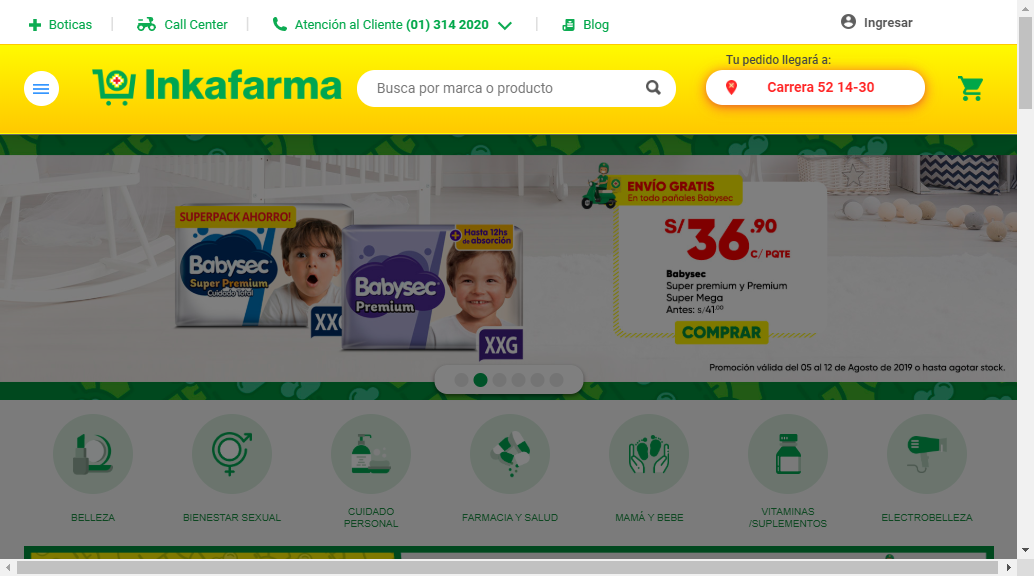 Boticas
Call Center
Atención al Cliente (01) 314 2020
Blog
Ingresar
Inkafarma
Busca por marca o producto
Tu pedido llegará a:
Carrera 52 14-30
SUPERPACK AHORRO!
Babysec
Super Premium
Cuidado Total
XXG
+ Hasta 12hs
de absorción
Babysec
Premium
XXG
ENVÍO GRATIS
En todo pañales Babysec
S/36.90
C/PQTE
Babysec
Super premium y Premium
Super Mega
Antes: s/41.00
COMPRAR
Promoción válida del 05 al 12 de Agosto de 2019 o hasta agotar stock.
BELLEZA
BIENESTAR SEXUAL
CUIDADO
PERSONAL
FARMACIA Y SALUD
MAMÁ Y BEBE
VITAMINAS
/SUPLEMENTOS
ELECTROBELLEZA